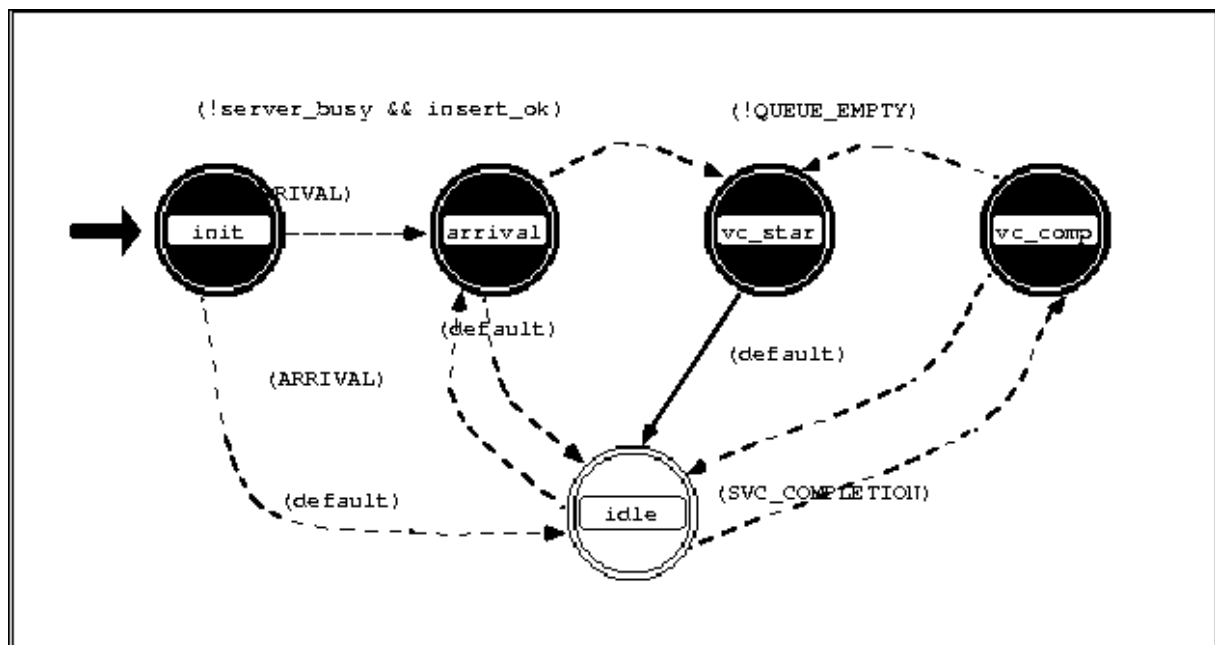 (!server_busy && insert_ok)
(!QUEUE_EMPTY)
RIVAL)
init
arrival
vc_star
vc_comp
(default)
(default)
(ARRIVAL)
(default)
(SVC_COMPLETION)
idle